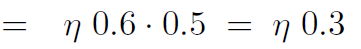 = η 0.6 · 0.5 = η 0.3